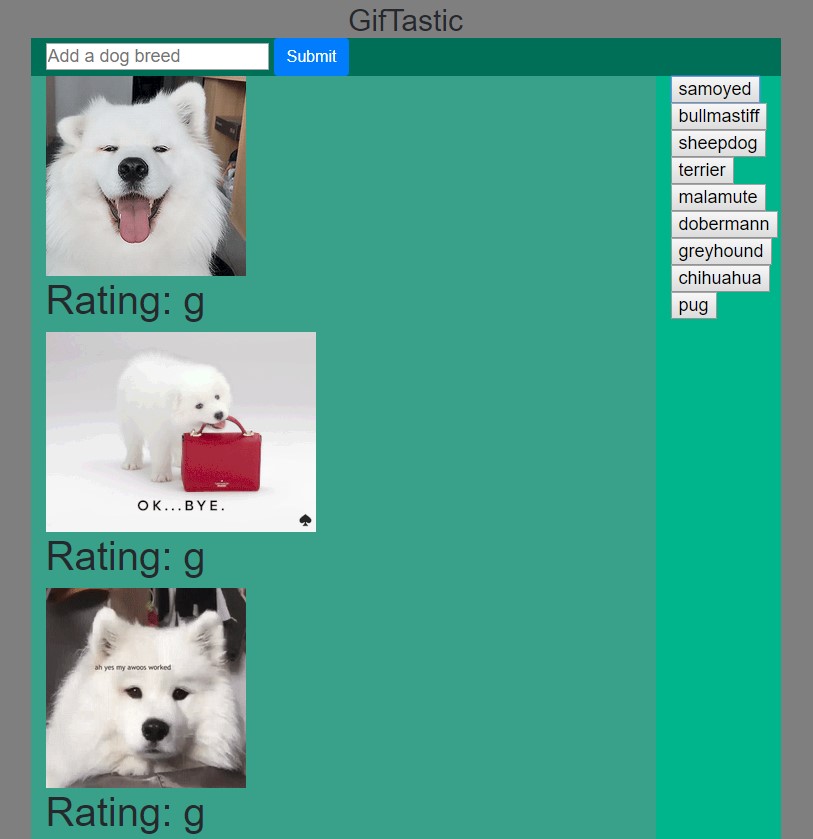 GifTastic
Add a dog breed
Submit
samoyed
bullmastiff
sheepdog
terrier
malamute
dobermann
greyhound
chihuahua
pug
Rating: g
OK...BYE.
Rating: g
ah yes my awoos worked
Rating: g